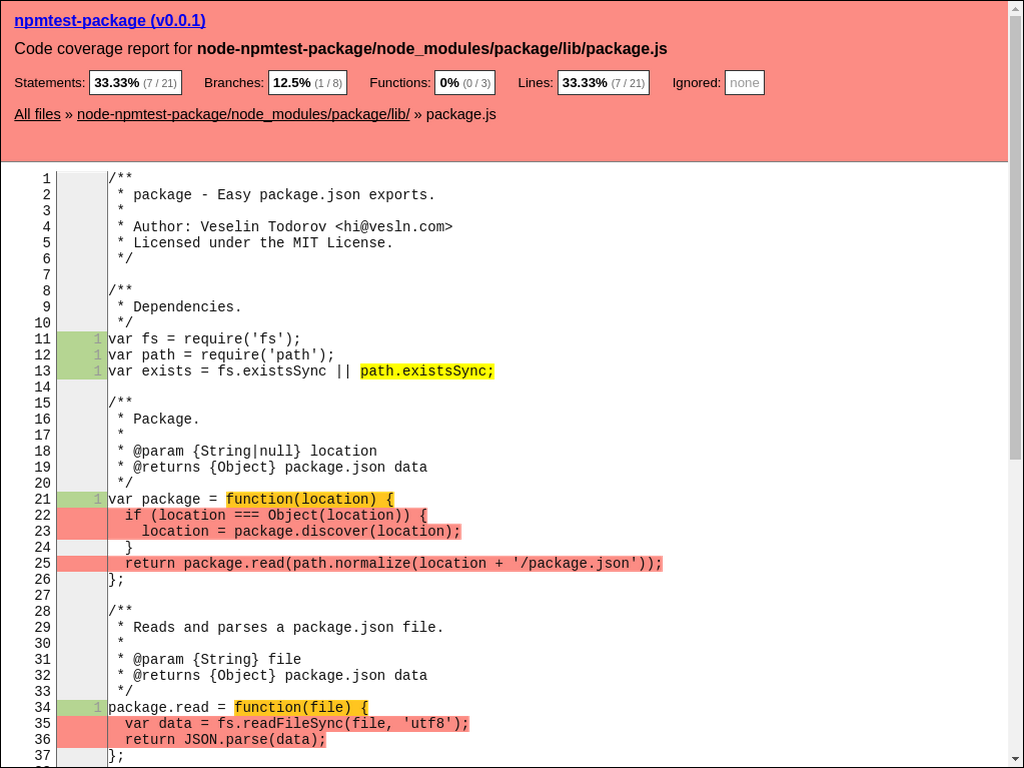 npmtest-package (v0.0.1)
Code coverage report for node-npmtest-package/node_modules/package/lib/package.js
Statements: 33.33% (7 / 21) Branches: 12.5% (1 / 8) Functions: 0% (0 / 3) Lines: 33.33% (7 / 21) Ignored: none
All files » node-npmtest-package/node_modules/package/lib/ » package.js
1 /**
2  * package - Easy package.json exports.
3  *
4  * Author: Veselin Todorov <hi@vesln.com>
5  * Licensed under the MIT License.
6  */
7
8 /**
9  * Dependencies.
10  */
11 1 var fs = require('fs');
12 1 var path = require('path');
13 1 var exists = fs.existsSync || path.existsSync;
14
15 /**
16  * Package.
17  *
18  * @param {String|null} location
19  * @returns {Object} package.json data
20  */
21 1 var package = function(location) {
22   if (location === Object(location)) {
23     location = package.discover(location);
24   }
25   return package.read(path.normalize(location + '/package.json'));
26 };
27
28 /**
29  * Reads and parses a package.json file.
30  *
31  * @param {String} file
32  * @returns {Object} package.json data
33  */
34 1 package.read = function(file) {
35   var data = fs.readFileSync(file, 'utf8');
36   return JSON.parse(data);
37 };